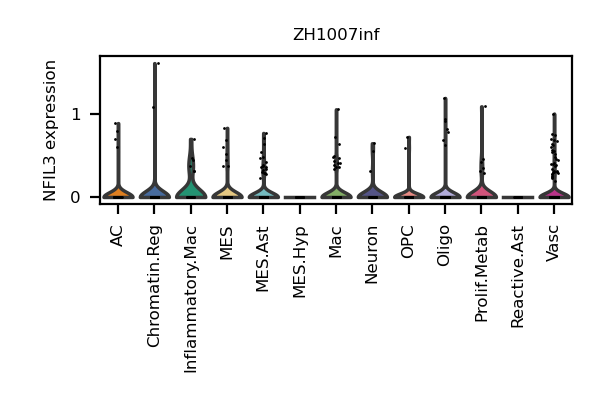 ZH1007inf
NFIL3 expression
1
0
AC
Chromatin.Reg
Inflammatory.Mac
MES
MES.Ast
MES.Hyp
Mac
Neuron
OPC
Oligo
Prolif.Metab
Reactive.Ast
Vasc